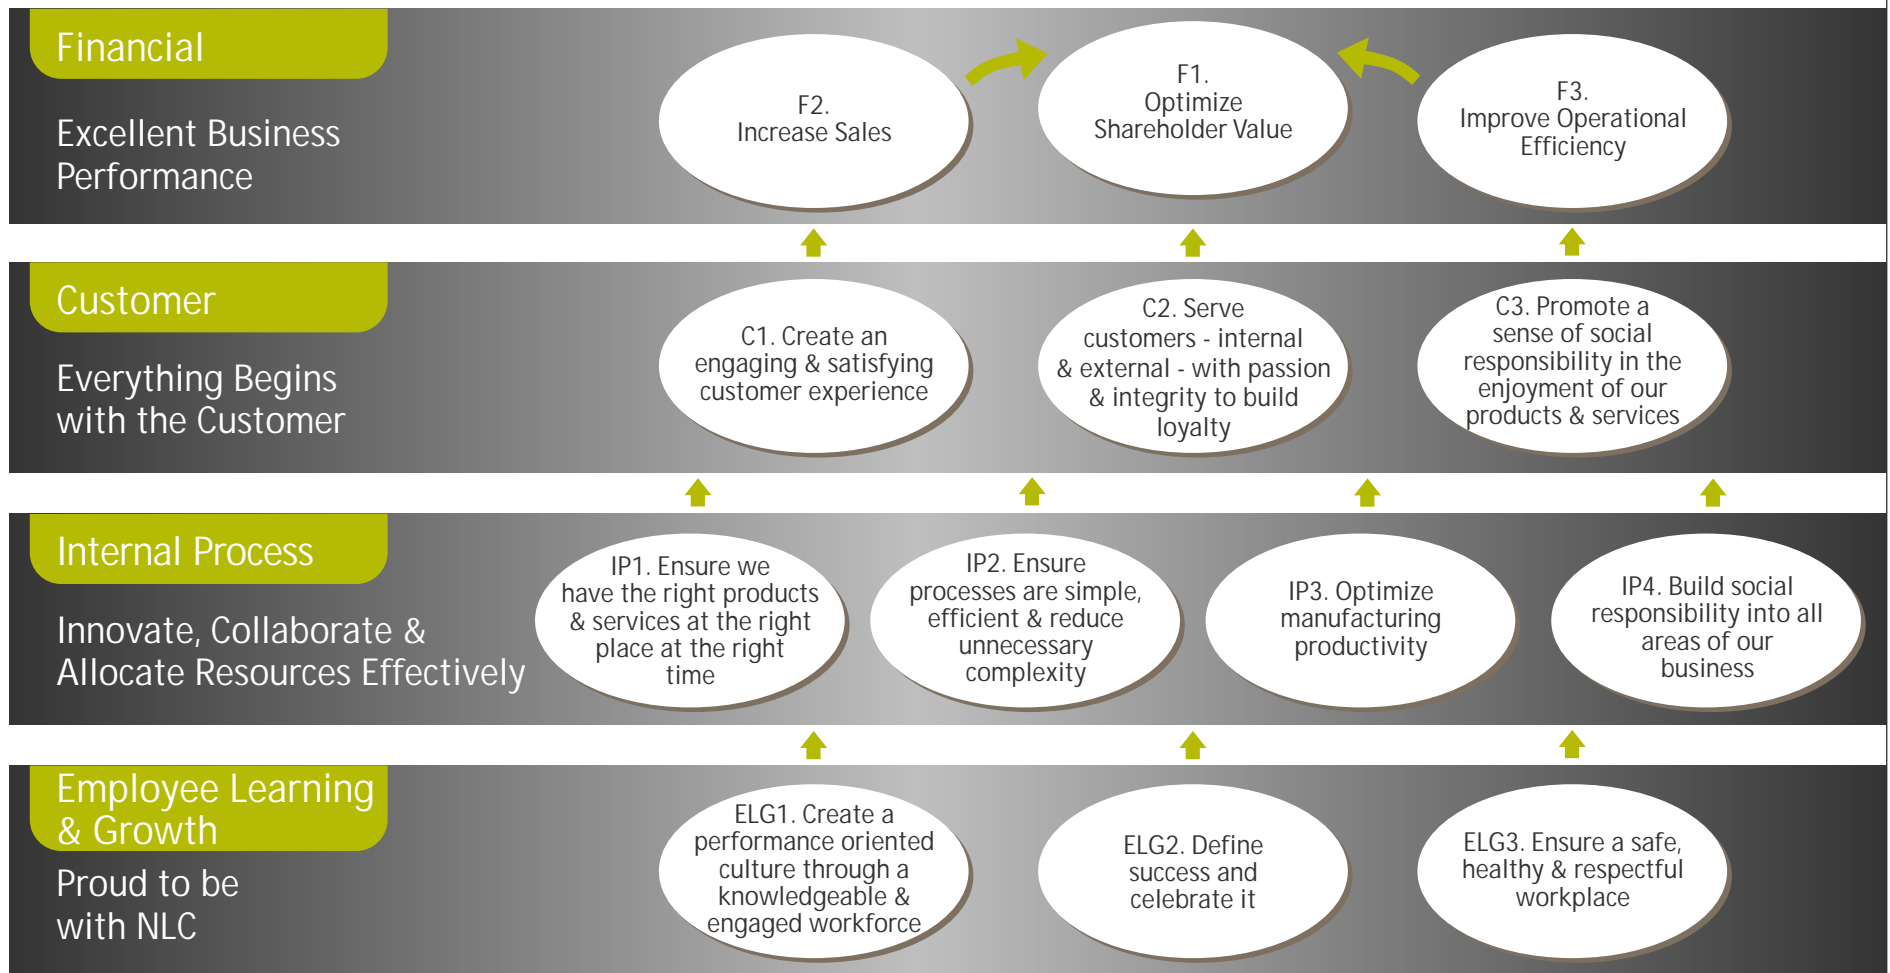 Financial
Excellent Business
Performance
F2.
Increase Sales
F1.
Optimize
Shareholder Value
F3.
Improve Operational
Efficiency
Customer
Everything Begins
with the Customer
C1. Create an
engaging & satisfying
customer experience
C2. Serve
customers - internal
& external - with passion
& integrity to build
loyalty
C3. Promote a
sense of social
responsibility in the
enjoyment of our
products & services
Internal Process
Innovate, Collaborate &
Allocate Resources Effectively
IP1. Ensure we
have the right products
& services at the right
place at the right
time
IP2. Ensure
processes are simple,
efficient & reduce
unnecessary
complexity
IP3. Optimize
manufacturing
productivity
IP4. Build social
responsibility into all
areas of our
business
Employee Learning
& Growth
Proud to be
with NLC
ELG1. Create a
performance oriented
culture through a
knowledgeable &
engaged workforce
ELG2. Define
success and
celebrate it
ELG3. Ensure a safe,
healthy & respectful
workplace